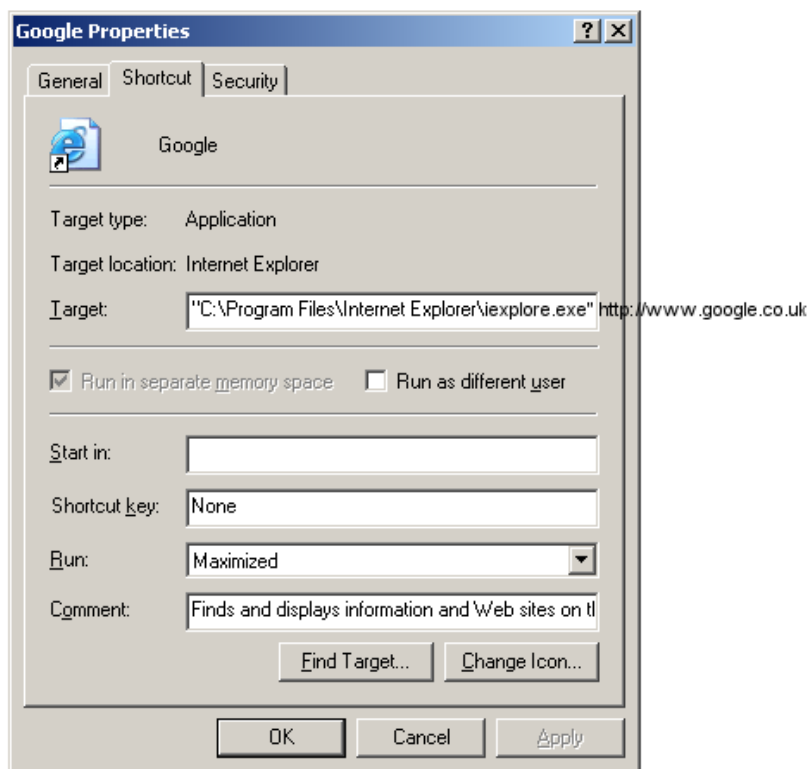 Google Properties
General Shortcut Security
Google
Target type: Application
Target location: Internet Explorer
Target: "C:\Program Files\Internet Explorer\iexplore.exe" http://www.google.co.uk
Run in separate memory space Run as different user
Start in:
Shortcut key: None
Run: Maximized
Comment: Finds and displays information and Web sites on tl
Find Target... Change Icon...
OK Cancel Apply